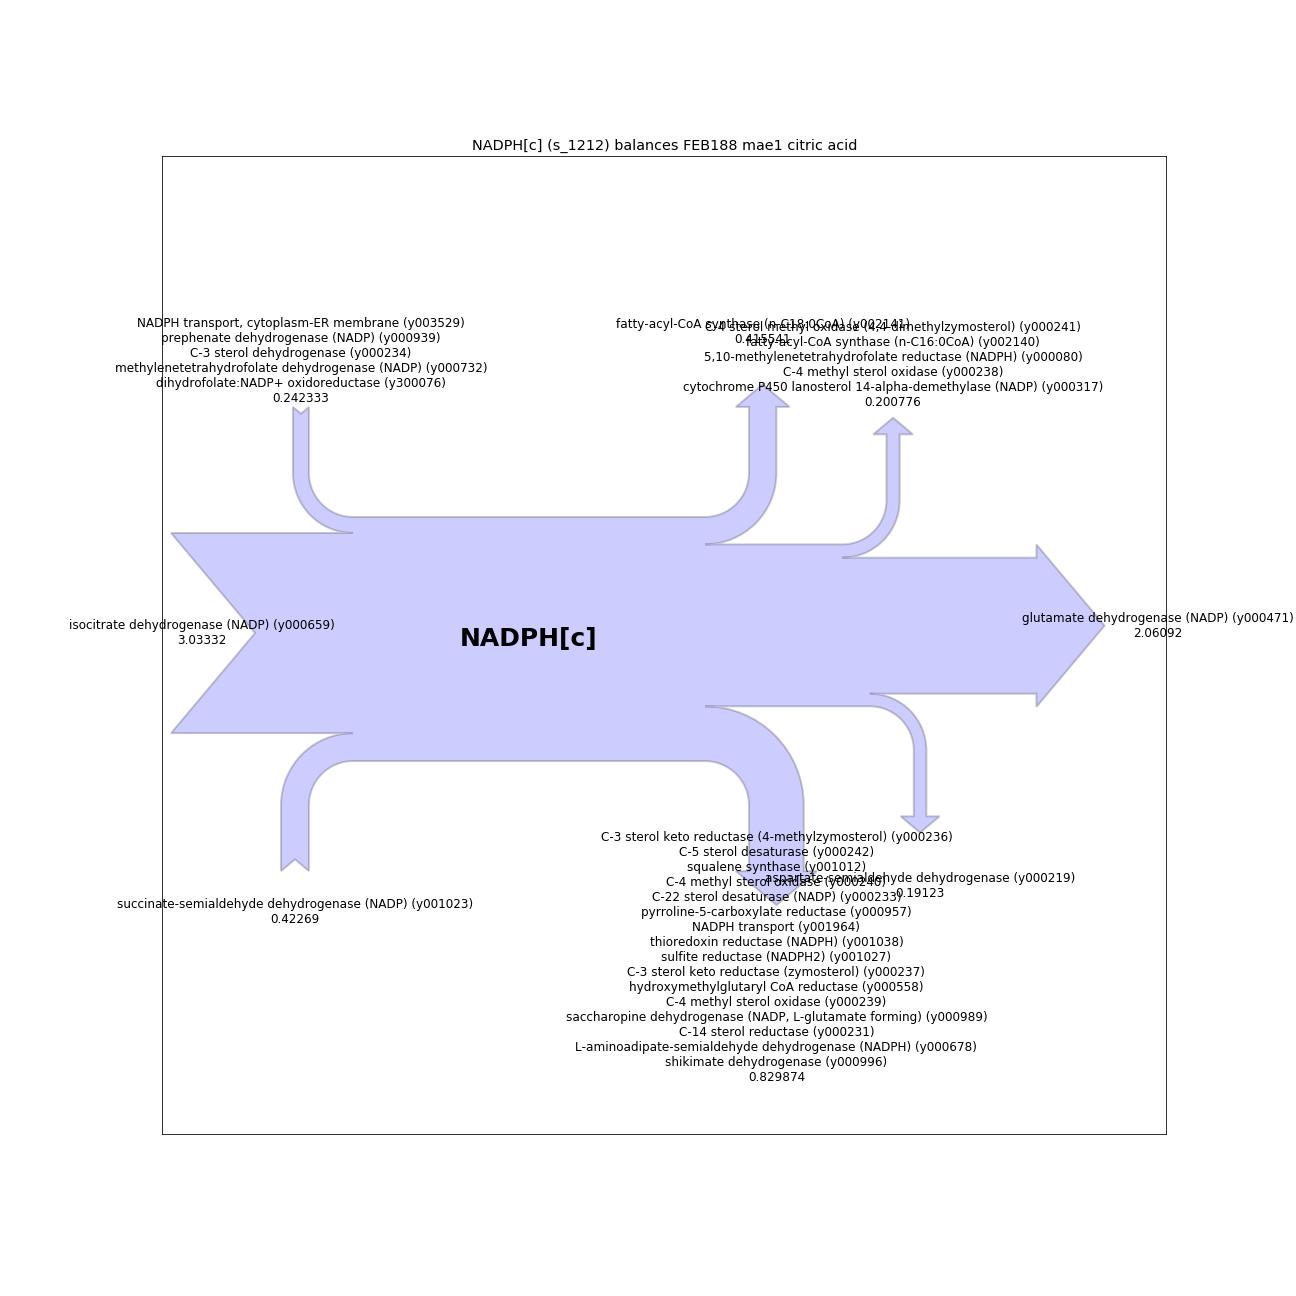 NADPH[c] (s_1212) balances FEB188 mae1 citric acid
NADPH transport, cytoplasm-ER membrane (y003529)
prephenate dehydrogenase (NADP) (y000939)
C-3 sterol dehydrogenase (y000234)
methylenetetrahydrofolate dehydrogenase (NADP) (y000732)
dihydrofolate:NADP+ oxidoreductase (y300076)
0.242333
fatty-acyl-CoA synthase (n-C18:0CoA) (y002141)
0.415541
C-4 sterol methyl oxidase (4,4-dimethylzymosterol) (y000241)
fatty-acyl-CoA synthase (n-C16:0CoA) (y002140)
5,10-methylenetetrahydrofolate reductase (NADPH) (y000080)
C-4 methyl sterol oxidase (y000238)
cytochrome P450 lanosterol 14-alpha-demethylase (NADP) (y000317)
0.200776
isocitrate dehydrogenase (NADP) (y000659)
3.03332
NADPH[c]
glutamate dehydrogenase (NADP) (y000471)
2.06092
succinate-semialdehyde dehydrogenase (NADP) (y001023)
0.42269
C-3 sterol keto reductase (4-methylzymosterol) (y000236)
C-5 sterol desaturase (y000242)
squalene synthase (y001012)
C-4 methyl sterol oxidase (y000240)
C-22 sterol desaturase (NADP) (y000233)
pyrroline-5-carboxylate reductase (y000957)
NADPH transport (y001964)
thioredoxin reductase (NADPH) (y001038)
sulfite reductase (NADPH2) (y001027)
C-3 sterol keto reductase (zymosterol) (y000237)
hydroxymethylglutaryl CoA reductase (y000558)
C-4 methyl sterol oxidase (y000239)
saccharopine dehydrogenase (NADP, L-glutamate forming) (y000989)
C-14 sterol reductase (y000231)
L-aminoadipate-semialdehyde dehydrogenase (NADPH) (y000678)
shikimate dehydrogenase (y000996)
0.829874
aspartate-semialdehyde dehydrogenase (y000219)
0.19123